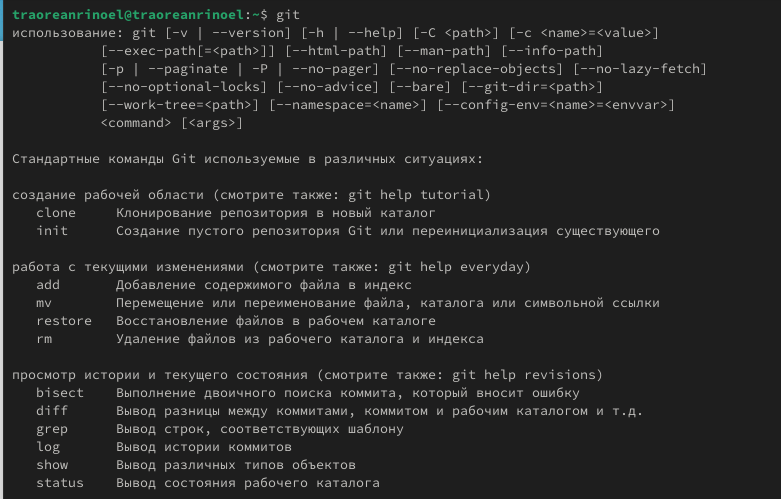 traoreanrinoel@traoreanrinoel:~$ git
использование: git [-v | --version] [-h | --help] [-C <path>] [-c <name>=<value>]
           [--exec-path[=<path>]] [--html-path] [--man-path] [--info-path]
           [-p | --paginate | -P | --no-pager] [--no-replace-objects] [--no-lazy-fetch]
           [--no-optional-locks] [--no-advice] [--bare] [--git-dir=<path>]
           [--work-tree=<path>] [--namespace=<name>] [--config-env=<name>=<envvar>]
           <command> [<args>]

Стандартные команды Git используемые в различных ситуациях:

создание рабочей области (смотрите также: git help tutorial)
   clone     Клонирование репозитория в новый каталог
   init      Создание пустого репозитория Git или переинициализация существующего

работа с текущими изменениями (смотрите также: git help everyday)
   add       Добавление содержимого файла в индекс
   mv        Перемещение или переименование файла, каталога или символьной ссылки
   restore   Восстановление файлов в рабочем каталоге
   rm        Удаление файлов из рабочего каталога и индекса

просмотр истории и текущего состояния (смотрите также: git help revisions)
   bisect    Выполнение двоичного поиска коммита, который вносит ошибку
   diff      Вывод разницы между коммитами, коммитом и рабочим каталогом и т.д.
   grep      Вывод строк, соответствующих шаблону
   log       Вывод истории коммитов
   show      Вывод различных типов объектов
   status    Вывод состояния рабочего каталога